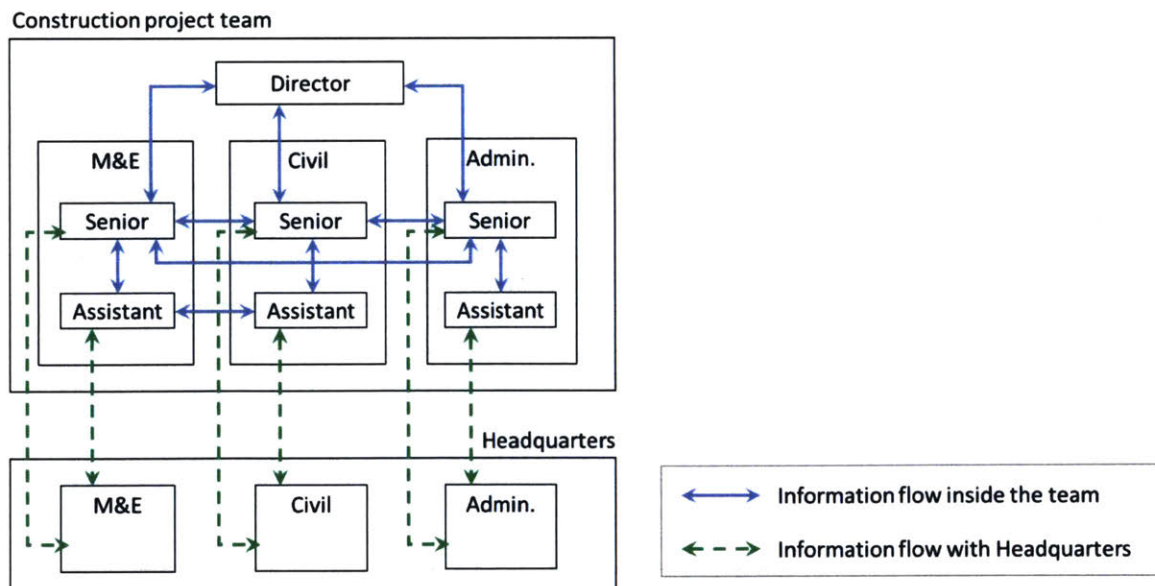 Construction project team
Director
M&E
Civil
Admin.
Senior
Senior
Senior
Assistant
Assistant
Assistant
Headquarters
M&E
Civil
Admin.
Information flow inside the team
Information flow with Headquarters